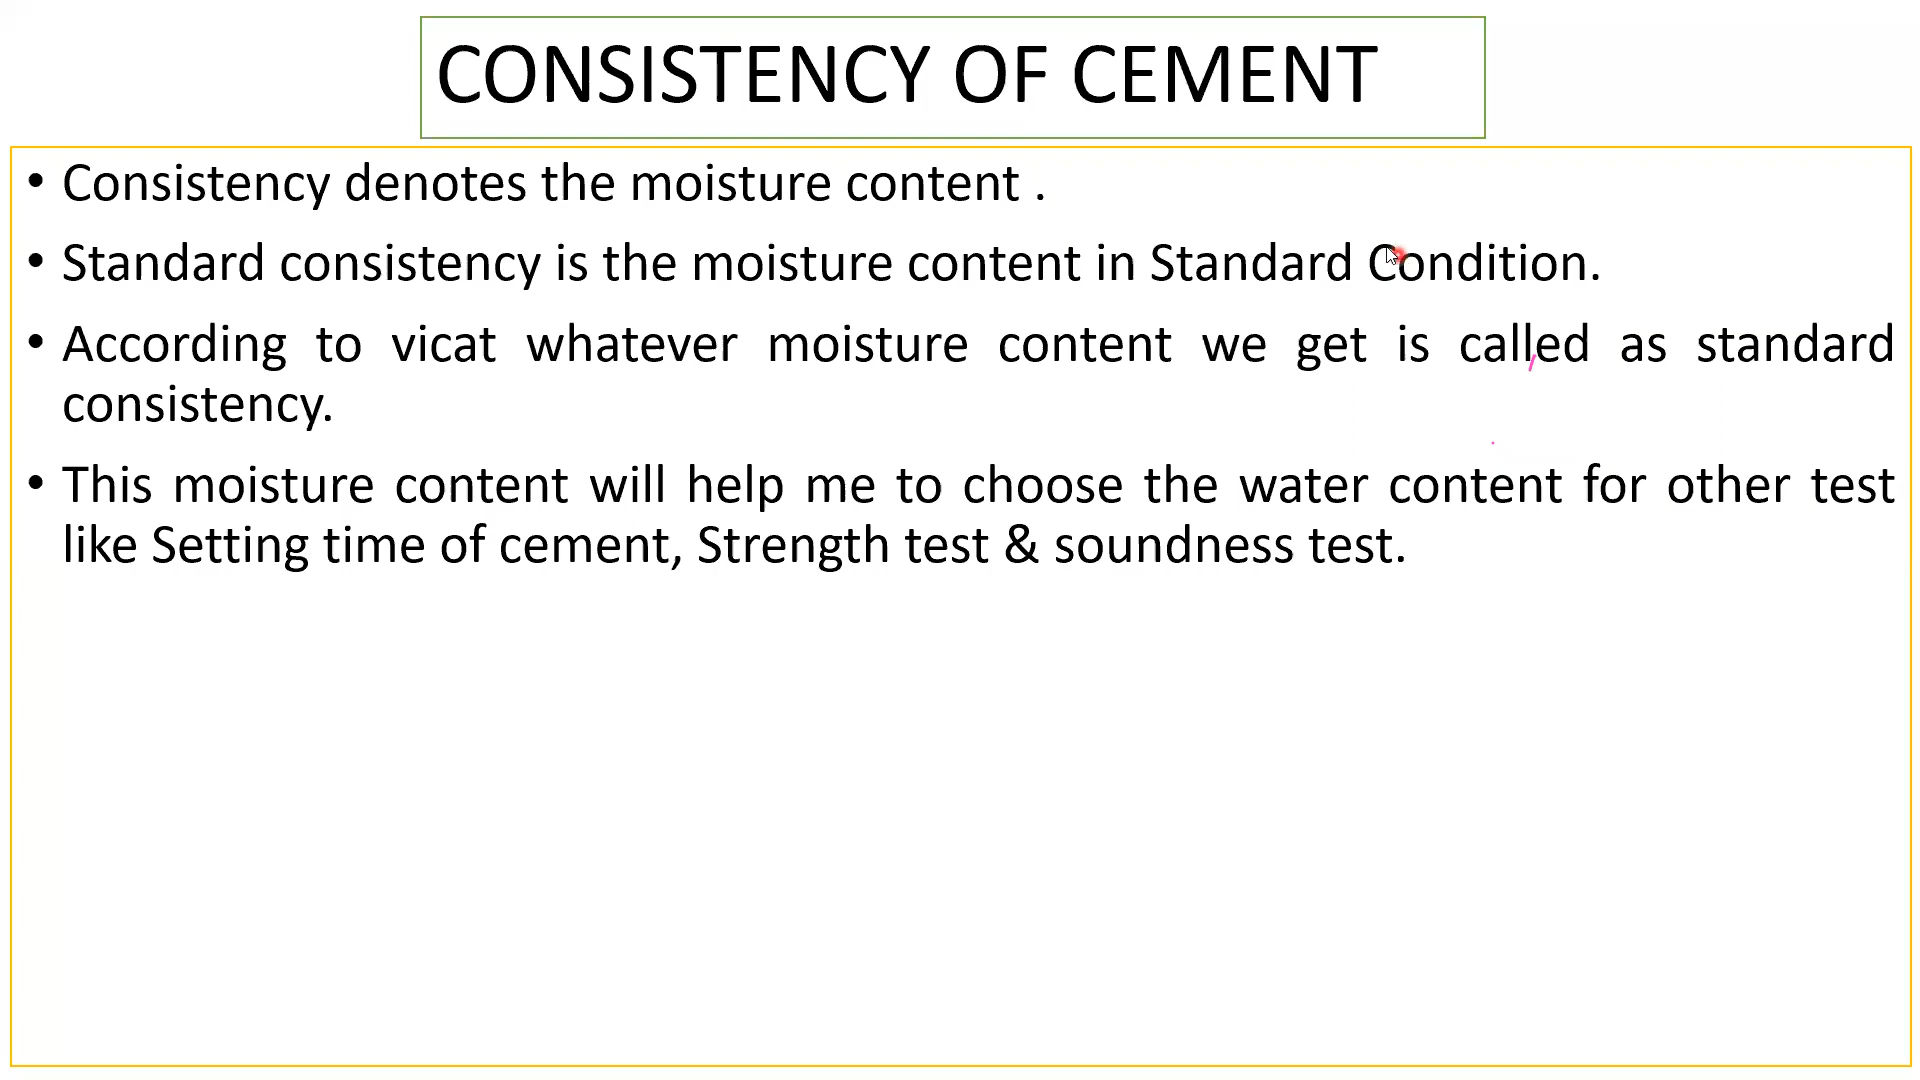 CONSISTENCY OF CEMENT
• Consistency denotes the moisture content .
• Standard consistency is the moisture content in Standard Condition.
• According to vicat whatever moisture content we get is called as standard
consistency.
• This moisture content will help me to choose the water content for other test
like Setting time of cement, Strength test & soundness test.